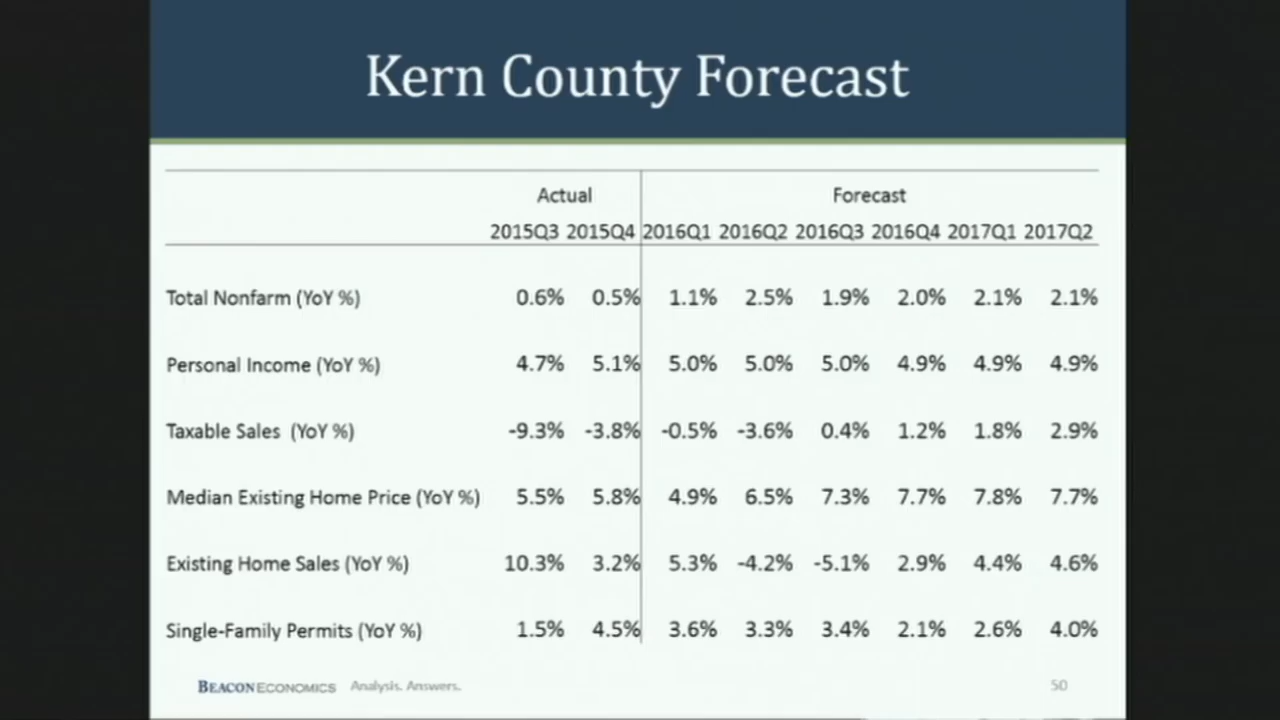 Kern County Forecast
Actual Forecast
2015Q3 2015Q4 2016Q1 2016Q2 2016Q3 2016Q4 2017Q1 2017Q2
Total Nonfarm (YoY %) 0.6% 0.5% 1.1% 2.5% 1.9% 2.0% 2.1% 2.1%
Personal Income (YoY %) 4.7% 5.1% 5.0% 5.0% 5.0% 4.9% 4.9% 4.9%
Taxable Sales (YoY %) -9.3% -3.8% -0.5% -3.6% 0.4% 1.2% 1.8% 2.9%
Median Existing Home Price (YoY %) 5.5% 5.8% 4.9% 6.5% 7.3% 7.7% 7.8% 7.7%
Existing Home Sales (YoY %) 10.3% 3.2% 5.3% -4.2% -5.1% 2.9% 4.4% 4.6%
Single-Family Permits (YoY %) 1.5% 4.5% 3.6% 3.3% 3.4% 2.1% 2.6% 4.0%
BEACON ECONOMICS Analysis. Answers. 50